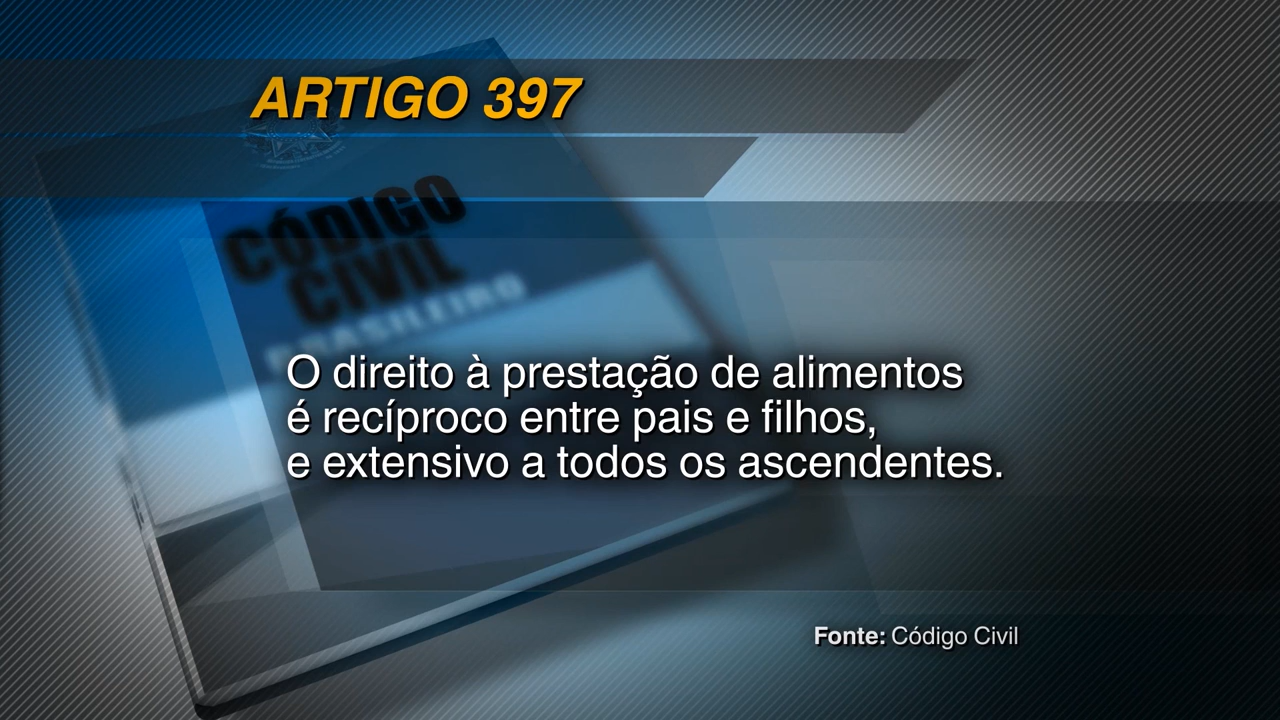 ARTIGO 397
CÓDIGO
CIVIL
BRASILEIRO
O direito à prestação de alimentos
é recíproco entre pais e filhos,
e extensivo a todos os ascendentes.
Fonte: Código Civil